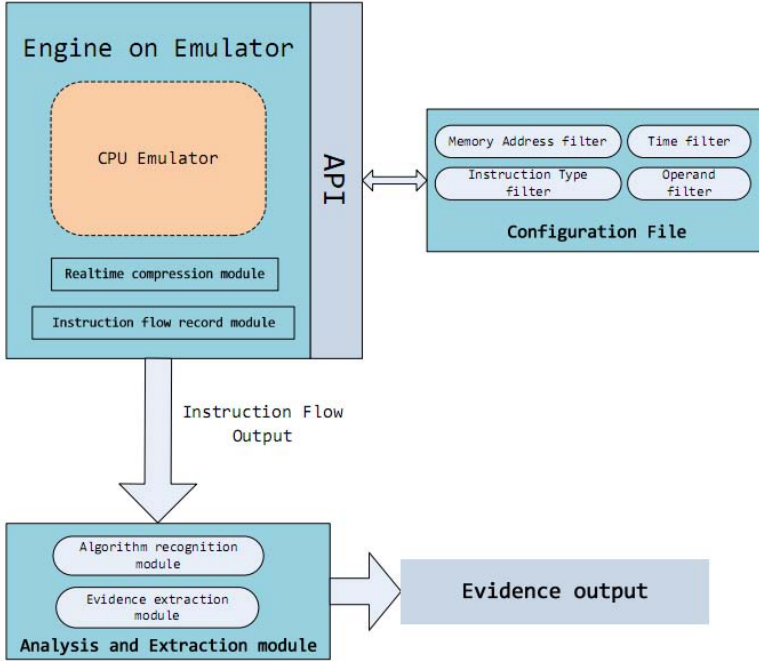 Engine on Emulator
CPU Emulator
Realtime compression module
Instruction flow record module
API
Memory Address filter
Time filter
Instruction Type
filter
Operand
filter
Configuration File
Instruction Flow
Output
Algorithm recognition
module
Evidence extraction
module
Analysis and Extraction module
Evidence output